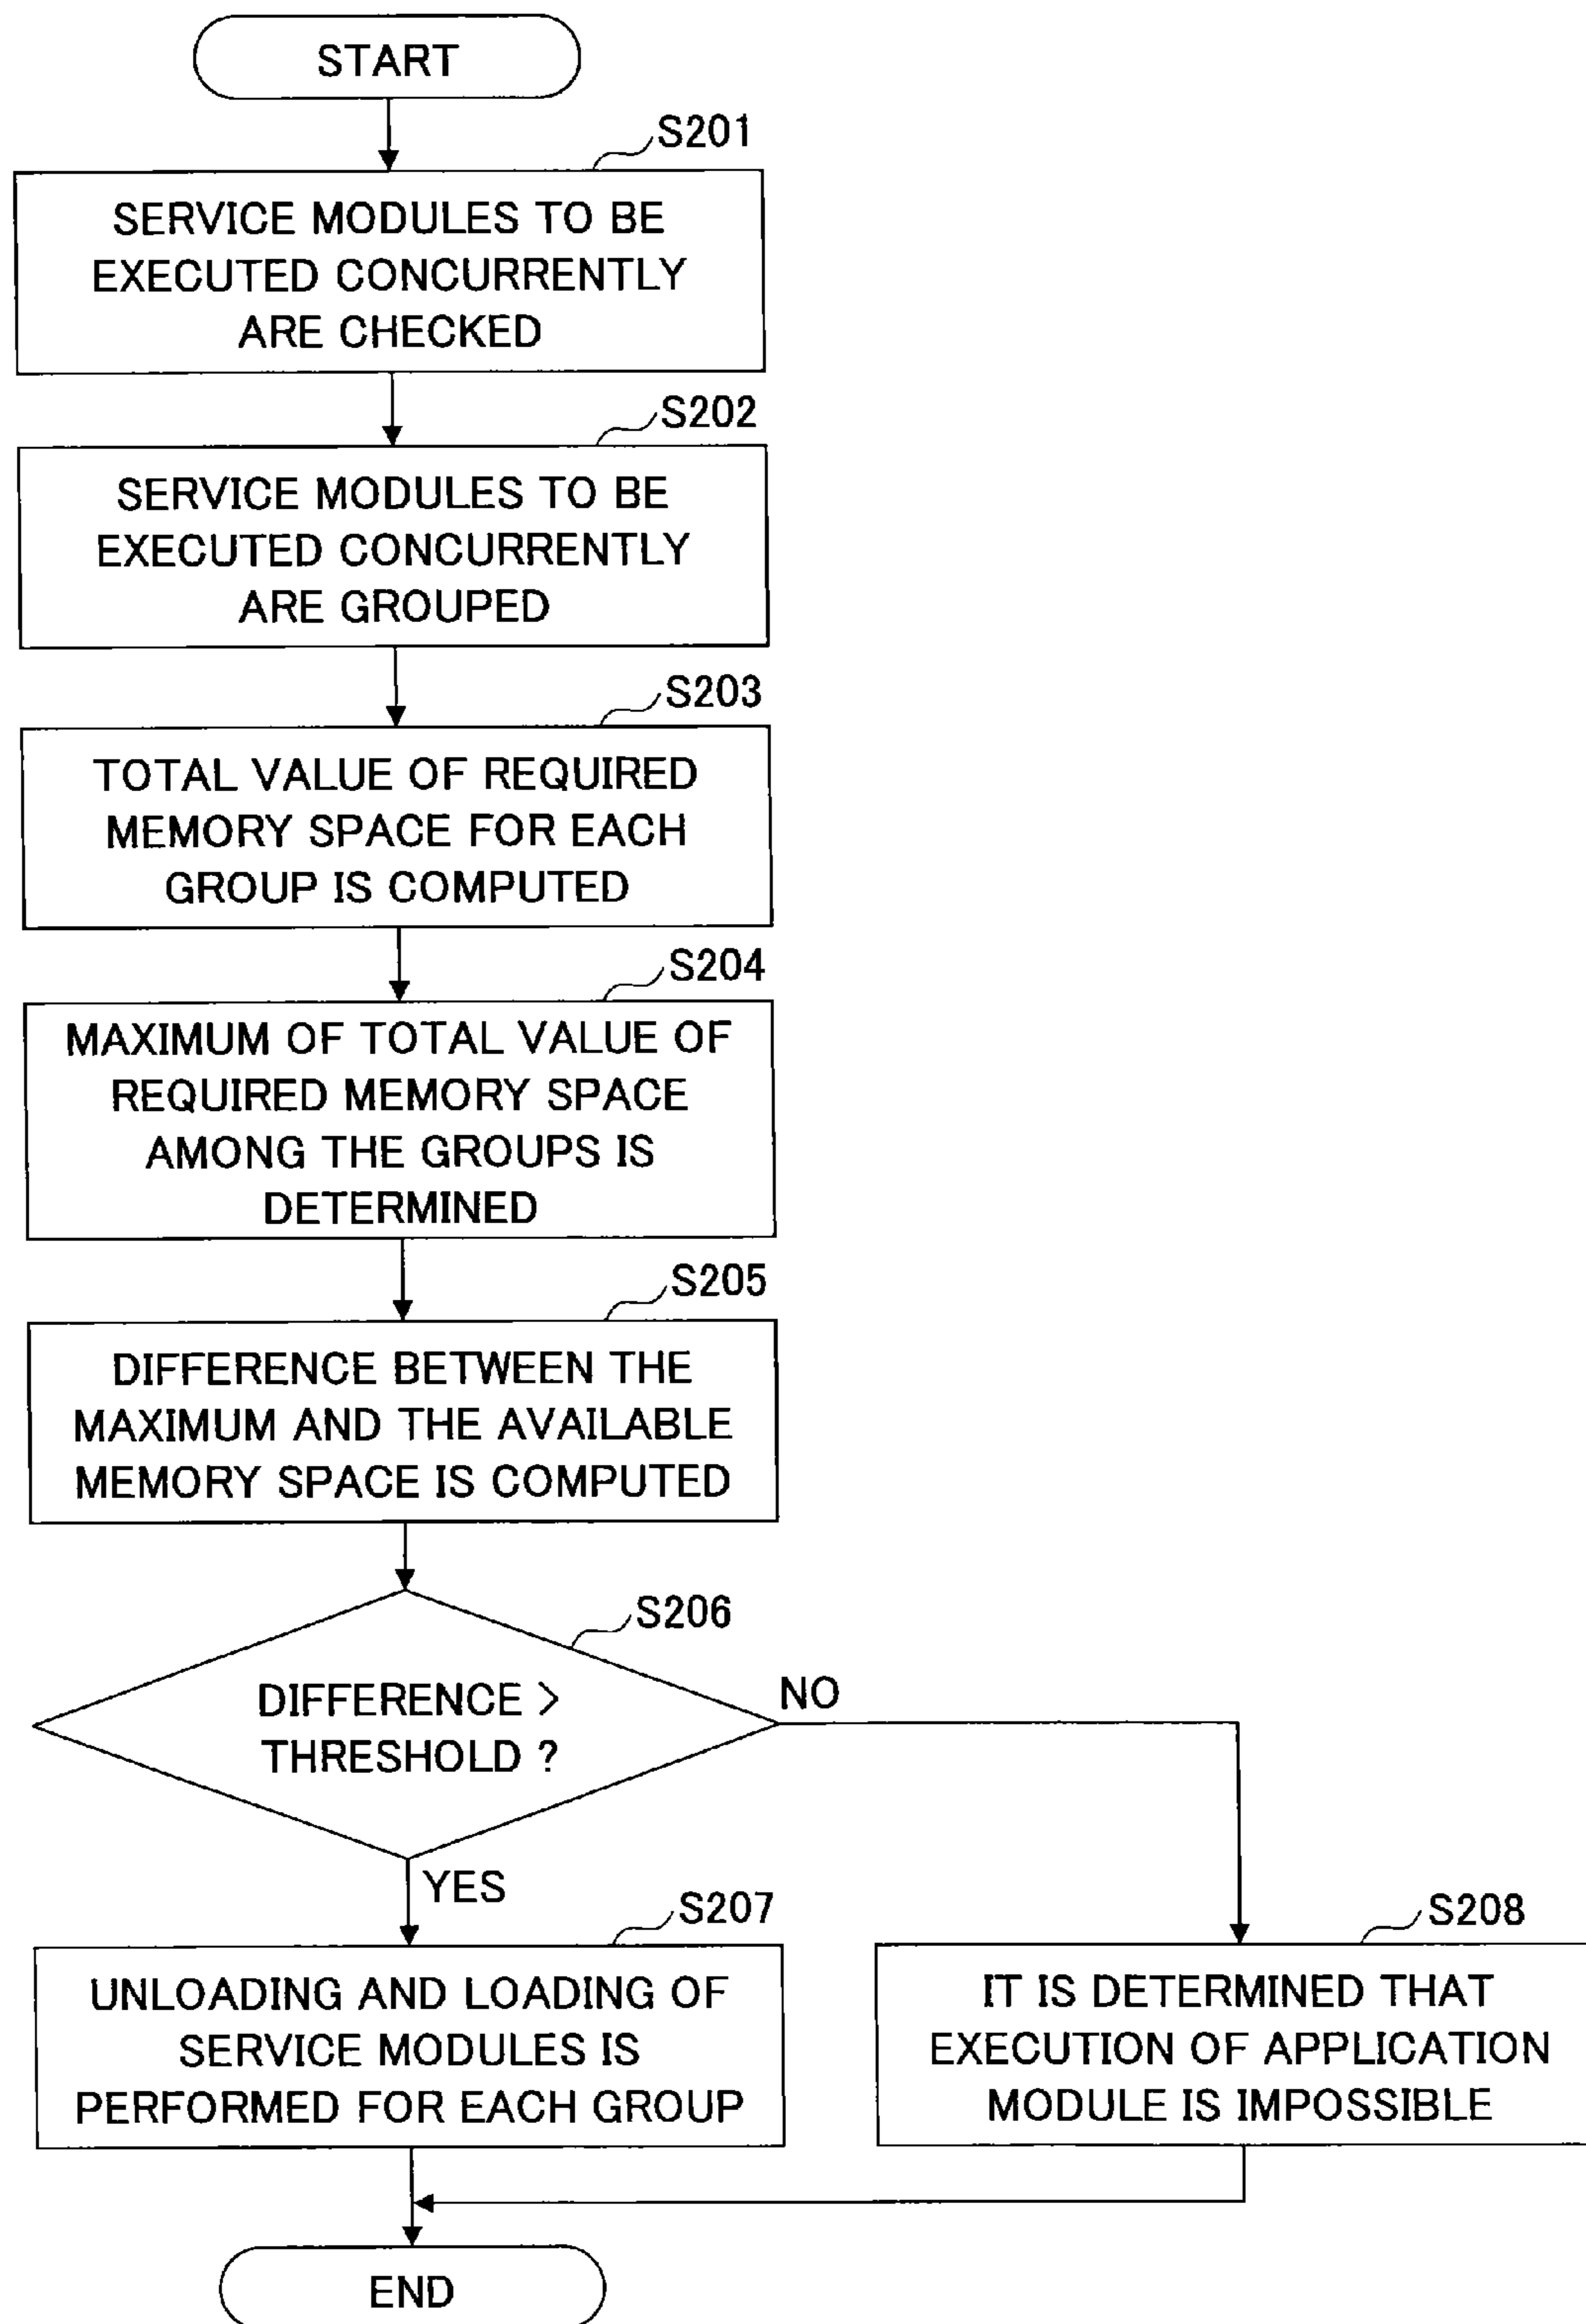 START
S201
SERVICE MODULES TO BE
EXECUTED CONCURRENTLY
ARE CHECKED
S202
SERVICE MODULES TO BE
EXECUTED CONCURRENTLY
ARE GROUPED
S203
TOTAL VALUE OF REQUIRED
MEMORY SPACE FOR EACH
GROUP IS COMPUTED
S204
MAXIMUM OF TOTAL VALUE OF
REQUIRED MEMORY SPACE
AMONG THE GROUPS IS
DETERMINED
S205
DIFFERENCE BETWEEN THE
MAXIMUM AND THE AVAILABLE
MEMORY SPACE IS COMPUTED
S206
DIFFERENCE >
THRESHOLD ?
NO
YES
S207
UNLOADING AND LOADING OF
SERVICE MODULES IS
PERFORMED FOR EACH GROUP
S208
IT IS DETERMINED THAT
EXECUTION OF APPLICATION
MODULE IS IMPOSSIBLE
END